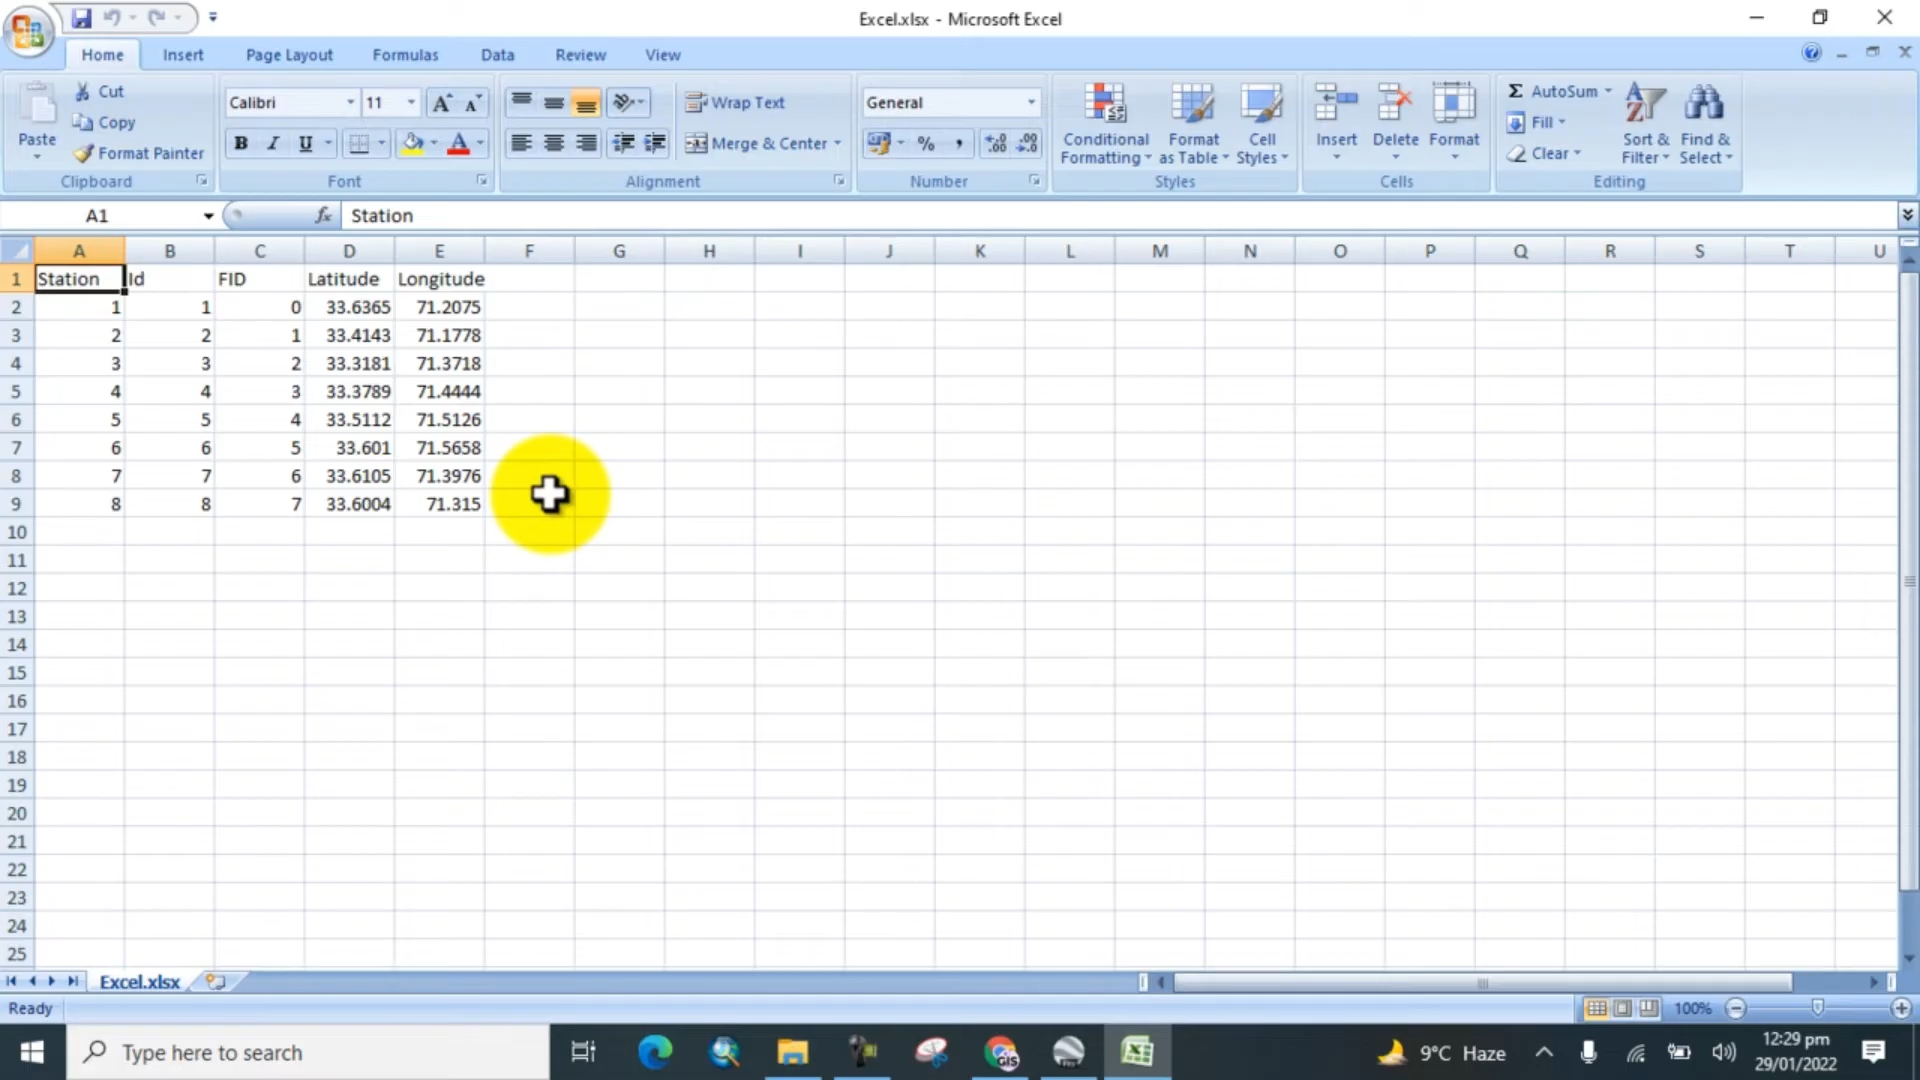 Excel.xlsx - Microsoft Excel
Home Insert Page Layout Formulas Data Review View
Paste
Cut
Copy
Format Painter
Clipboard
Calibri 11
B I U
Font
Wrap Text
Merge & Center
Alignment
General
% ,
Number
Conditional Formatting
Format as Table
Cell Styles
Styles
Insert Delete Format
Cells
Σ AutoSum
Fill
Clear
Sort & Filter
Find & Select
Editing
A1 fx Station
A B C D E F G H I J K L M N O P Q R S T U
1 Station Id FID Latitude Longitude
2 1 1 0 33.6365 71.2075
3 2 2 1 33.4143 71.1778
4 3 3 2 33.3181 71.3718
5 4 4 3 33.3789 71.4444
6 5 5 4 33.5112 71.5126
7 6 6 5 33.601 71.5658
8 7 7 6 33.6105 71.3976
9 8 8 7 33.6004 71.315
10
11
12
13
14
15
16
17
18
19
20
21
22
23
24
25
Excel.xlsx
Ready 100%
Type here to search
GIS
9°C Haze
12:29 pm
29/01/2022